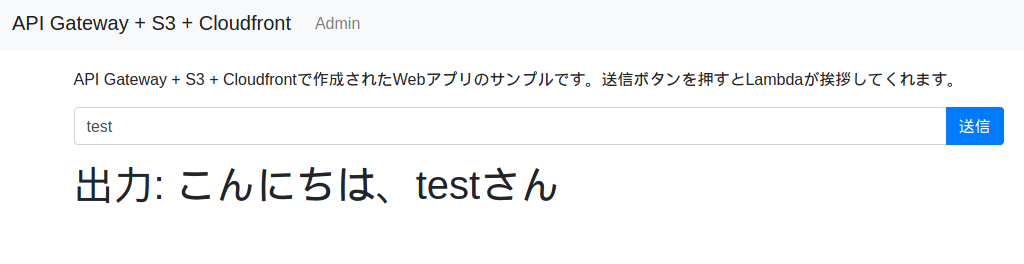 API Gateway + S3 + Cloudfront Admin
API Gateway + S3 + Cloudfrontで作成されたWebアプリのサンプルです。送信ボタンを押すとLambdaが挨拶してくれます。
test 送信
出力: こんにちは、testさん